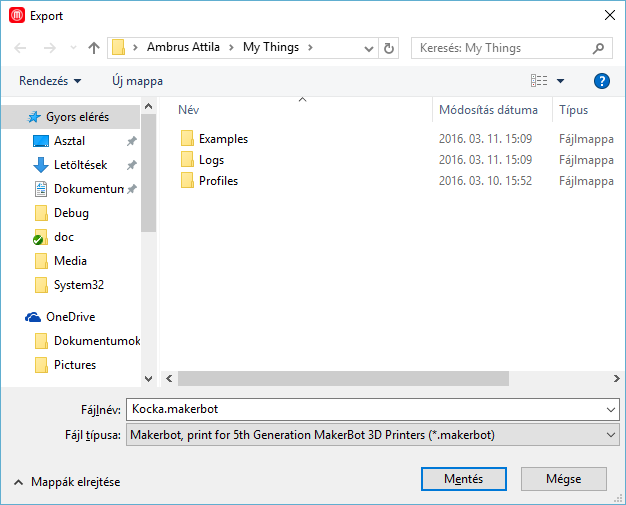 Export
Ambrus Attila > My Things >
Keresés: My Things
Rendezés
Új mappa
?
Gyors elérés
Asztal
Letöltések
Dokumentum
Debug
doc
Media
System32
OneDrive
Dokumentumok
Pictures
Név Módosítás dátuma Típus
Examples 2016. 03. 11. 15:09 Fájlmappa
Logs 2016. 03. 11. 15:09 Fájlmappa
Profiles 2016. 03. 10. 15:52 Fájlmappa
Fájlnév: Kocka.makerbot
Fájl típusa: Makerbot, print for 5th Generation MakerBot 3D Printers (*.makerbot)
Mappák elrejtése
Mentés
Mégse